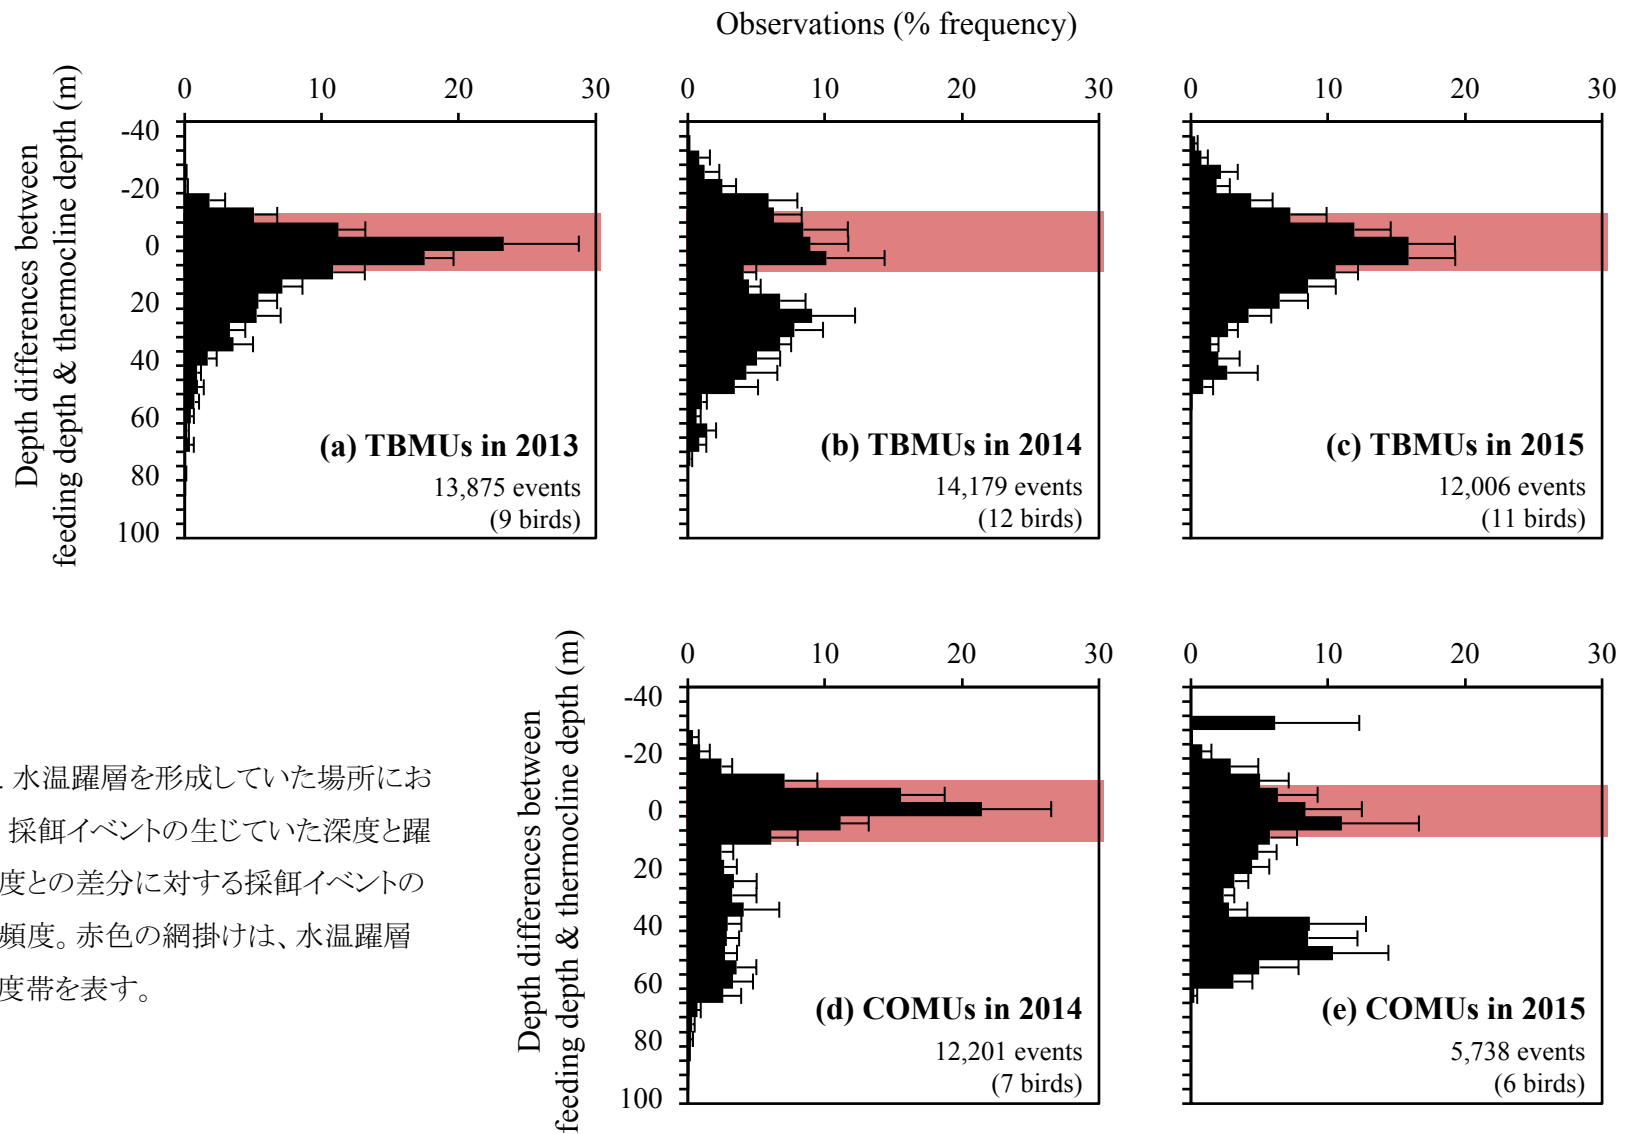 Observations (% frequency)
0 10 20 30
0 10 20 30
0 10 20 30
Depth differences between
feeding depth & thermocline depth (m)
-40
-20
0
20
40
60
80
100
(a) TBMUs in 2013
13,875 events
(9 birds)
(b) TBMUs in 2014
14,179 events
(12 birds)
(c) TBMUs in 2015
12,006 events
(11 birds)
0 10 20 30
0 10 20 30
Depth differences between
feeding depth & thermocline depth (m)
-40
-20
0
20
40
60
80
100
(d) COMUs in 2014
12,201 events
(7 birds)
(e) COMUs in 2015
5,738 events
(6 birds)
. 水温躍層を形成していた場所にお
採餌イベントの生じていた深度と躍
度との差分に対する採餌イベントの
頻度。赤色の網掛けは、水温躍層
度帯を表す。